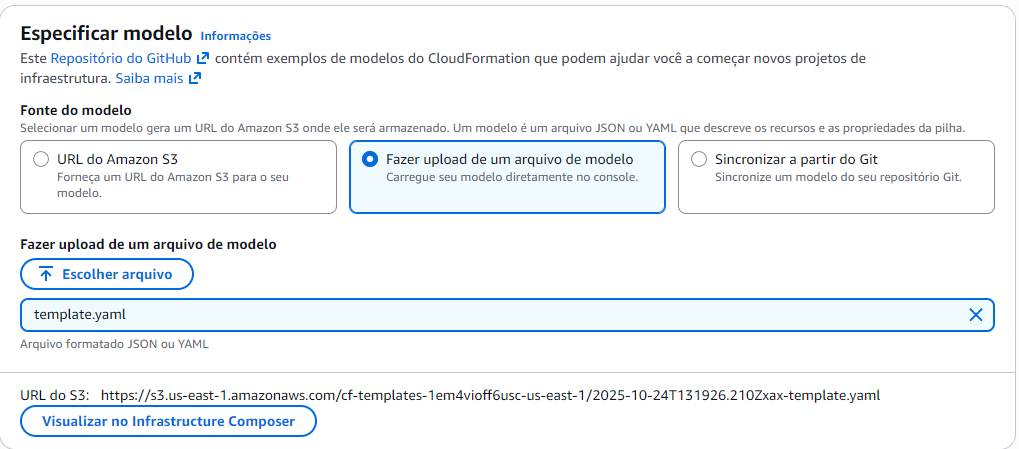 Especificar modelo Informações
Este Repositório do GitHub contém exemplos de modelos do CloudFormation que podem ajudar você a começar novos projetos de
infraestrutura. Saiba mais
Fonte do modelo
Selecionar um modelo gera um URL do Amazon S3 onde ele será armazenado. Um modelo é um arquivo JSON ou YAML que descreve os recursos e as propriedades da pilha.
URL do Amazon S3
Forneça um URL do Amazon S3 para o seu
modelo.
Fazer upload de um arquivo de modelo
Carregue seu modelo diretamente no console.
Sincronizar a partir do Git
Sincronize um modelo do seu repositório Git.
Fazer upload de um arquivo de modelo
Escolher arquivo
template.yaml
Arquivo formatado JSON ou YAML
URL do S3: https://s3.us-east-1.amazonaws.com/cf-templates-1em4vioff6usc-us-east-1/2025-10-24T131926.210Zxax-template.yaml
Visualizar no Infrastructure Composer